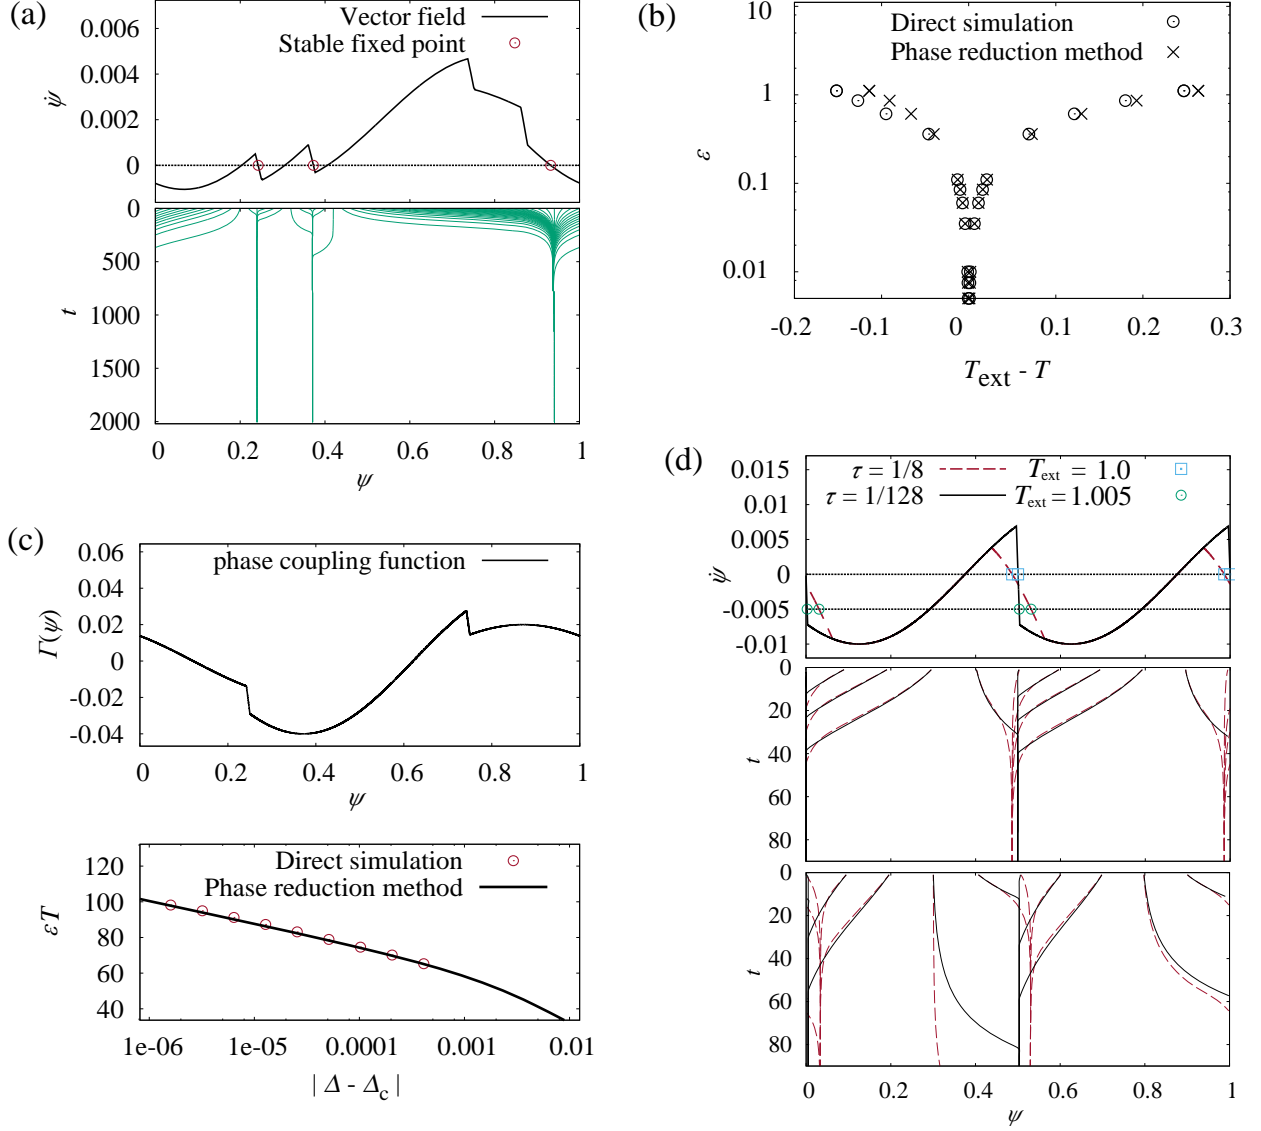 (a)
0.006
0.004
0.002
0
ψ̇
Vector field
Stable fixed point
0
500
1000
1500
2000
t
0 0.2 0.4 0.6 0.8 1
ψ
(b)
10
1
0.1
0.01
ε
Direct simulation
Phase reduction method
-0.2 -0.1 0 0.1 0.2 0.3
T_ext - T
(c)
0.06
0.04
0.02
0
-0.02
-0.04
Γ(ψ)
phase coupling function
0 0.2 0.4 0.6 0.8 1
ψ
120
100
80
60
40
εT
Direct simulation
Phase reduction method
1e-06 1e-05 0.0001 0.001 0.01
| Δ - Δ_c |
(d)
0.015
0.01
0.005
0
-0.005
-0.01
ψ̇
τ = 1/8 T_ext = 1.0
τ = 1/128 T_ext = 1.005
0
20
40
60
80
t
0
20
40
60
80
t
0 0.2 0.4 0.6 0.8 1
ψ